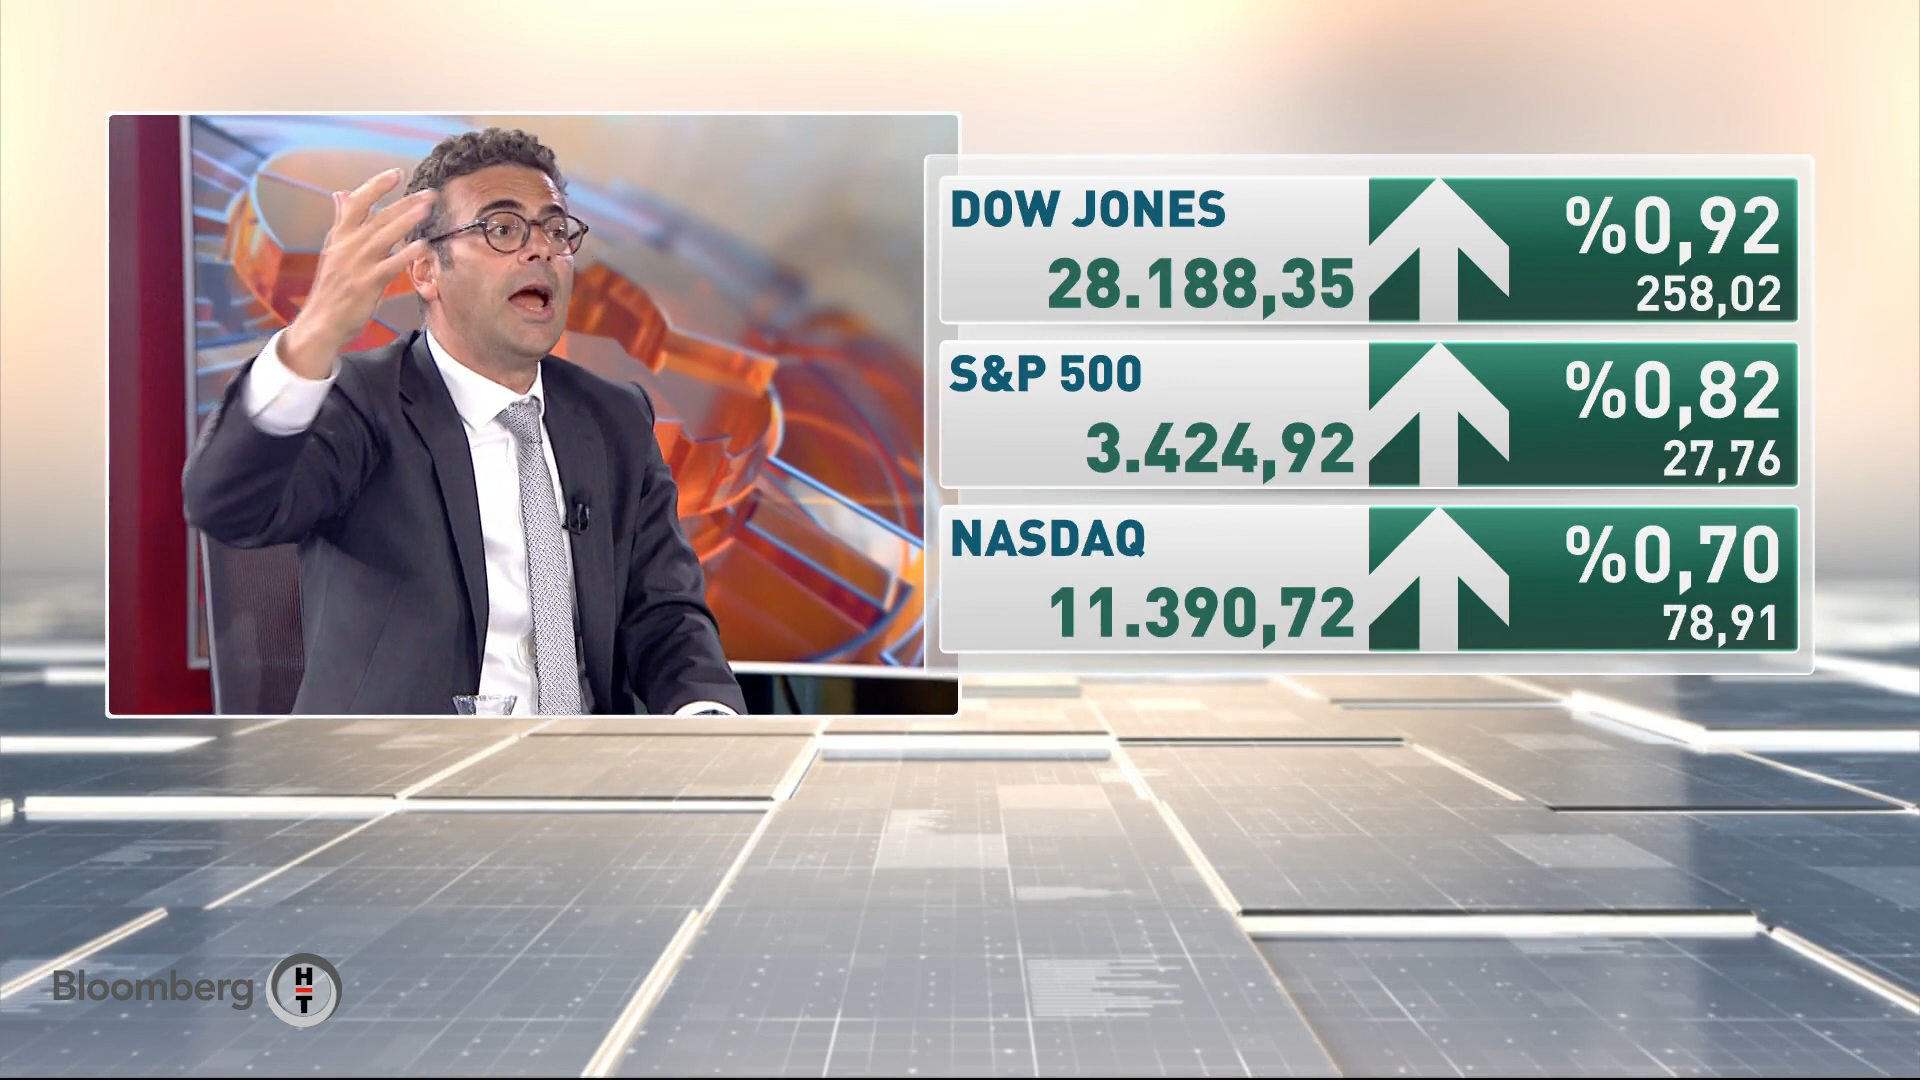 DOW JONES
28.188,35
%0,92
258,02
S&P 500
3.424,92
%0,82
27,76
NASDAQ
11.390,72
%0,70
78,91
Bloomberg HT